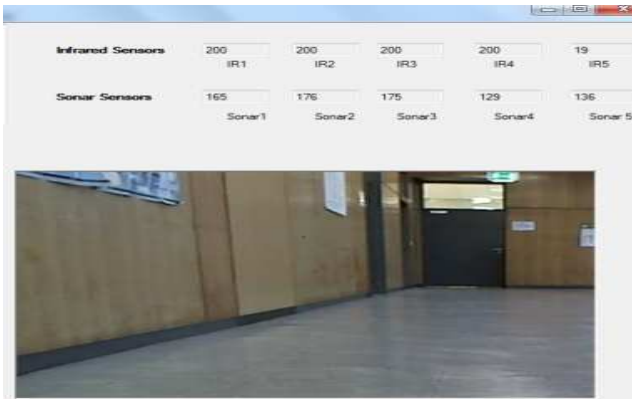 Infrared Sensors 200 200 200 200 19
IR1 IR2 IR3 IR4 IR5
Sonar Sensors 165 176 175 129 136
Sonar1 Sonar2 Sonar3 Sonar4 Sonar 5